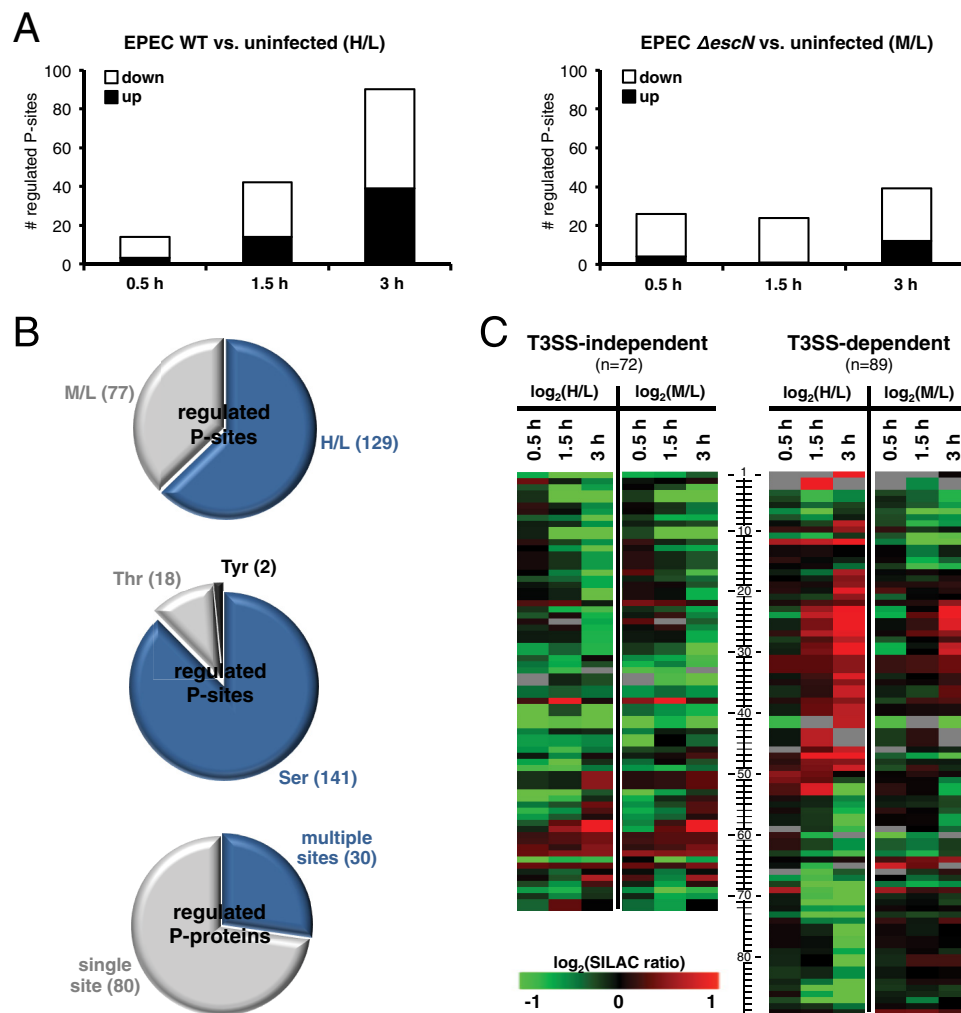 A
EPEC WT vs. uninfected (H/L)
# regulated P-sites
100
80
60
40
20
0
down
up
0.5 h 1.5 h 3 h
EPEC ΔescN vs. uninfected (M/L)
# regulated P-sites
100
80
60
40
20
0
down
up
0.5 h 1.5 h 3 h
B
M/L (77)
regulated
P-sites
H/L (129)
Thr (18)
Tyr (2)
regulated
P-sites
Ser (141)
multiple
sites (30)
regulated
P-proteins
single
site (80)
C
T3SS-independent
(n=72)
log2(H/L) log2(M/L)
0.5 h 1.5 h 3 h 0.5 h 1.5 h 3 h
T3SS-dependent
(n=89)
log2(H/L) log2(M/L)
0.5 h 1.5 h 3 h 0.5 h 1.5 h 3 h
1
10
20
30
40
50
60
70
80
log2(SILAC ratio)
-1 0 1